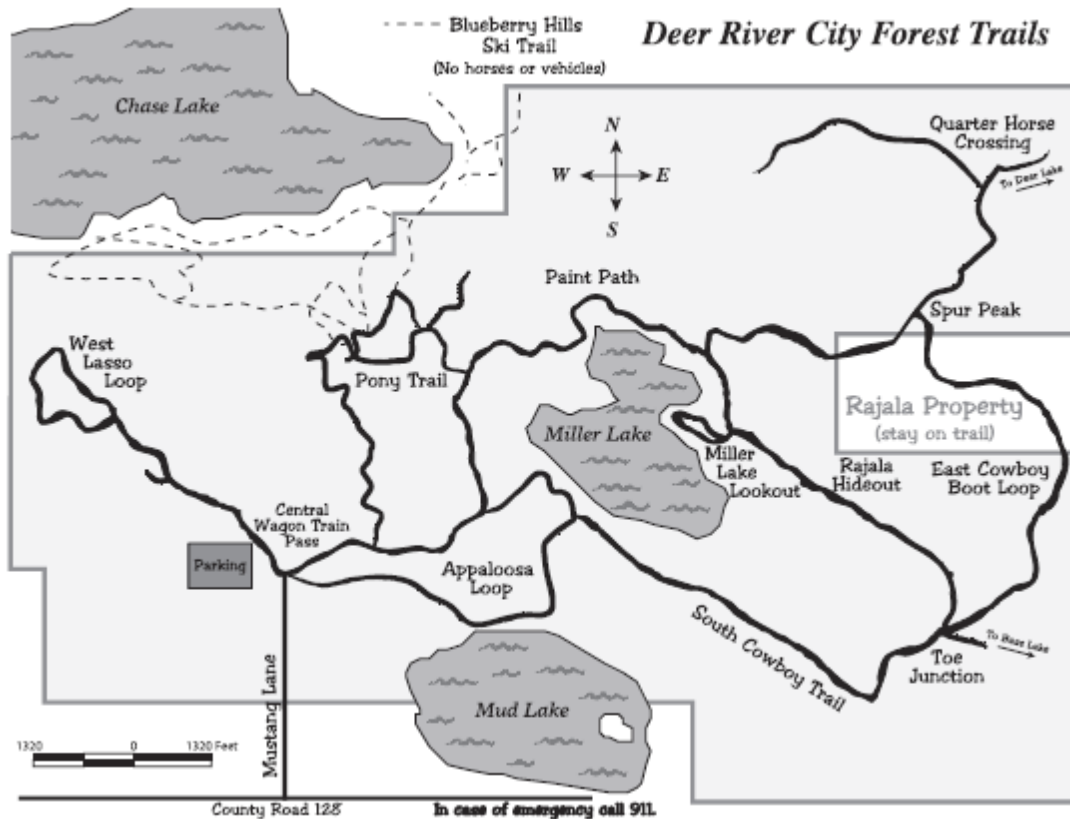 Blueberry Hills
Ski Trail
(No horses or vehicles)
Deer River City Forest Trails
Chase Lake
N
W
E
S
Quarter Horse
Crossing
To Deer Lake
Paint Path
Spur Peak
West
Lasso
Loop
Pony Trail
Rajala Property
(stay on trail)
Miller Lake
Miller
Lake
Lookout
Rajala
Hideout
East Cowboy
Boot Loop
Central
Wagon Train
Pass
Parking
Appaloosa
Loop
South Cowboy Trail
Toe
Junction
Mustang Lane
Mud Lake
1320
0
1320 Feet
County Road 128
In case of emergency call 911.